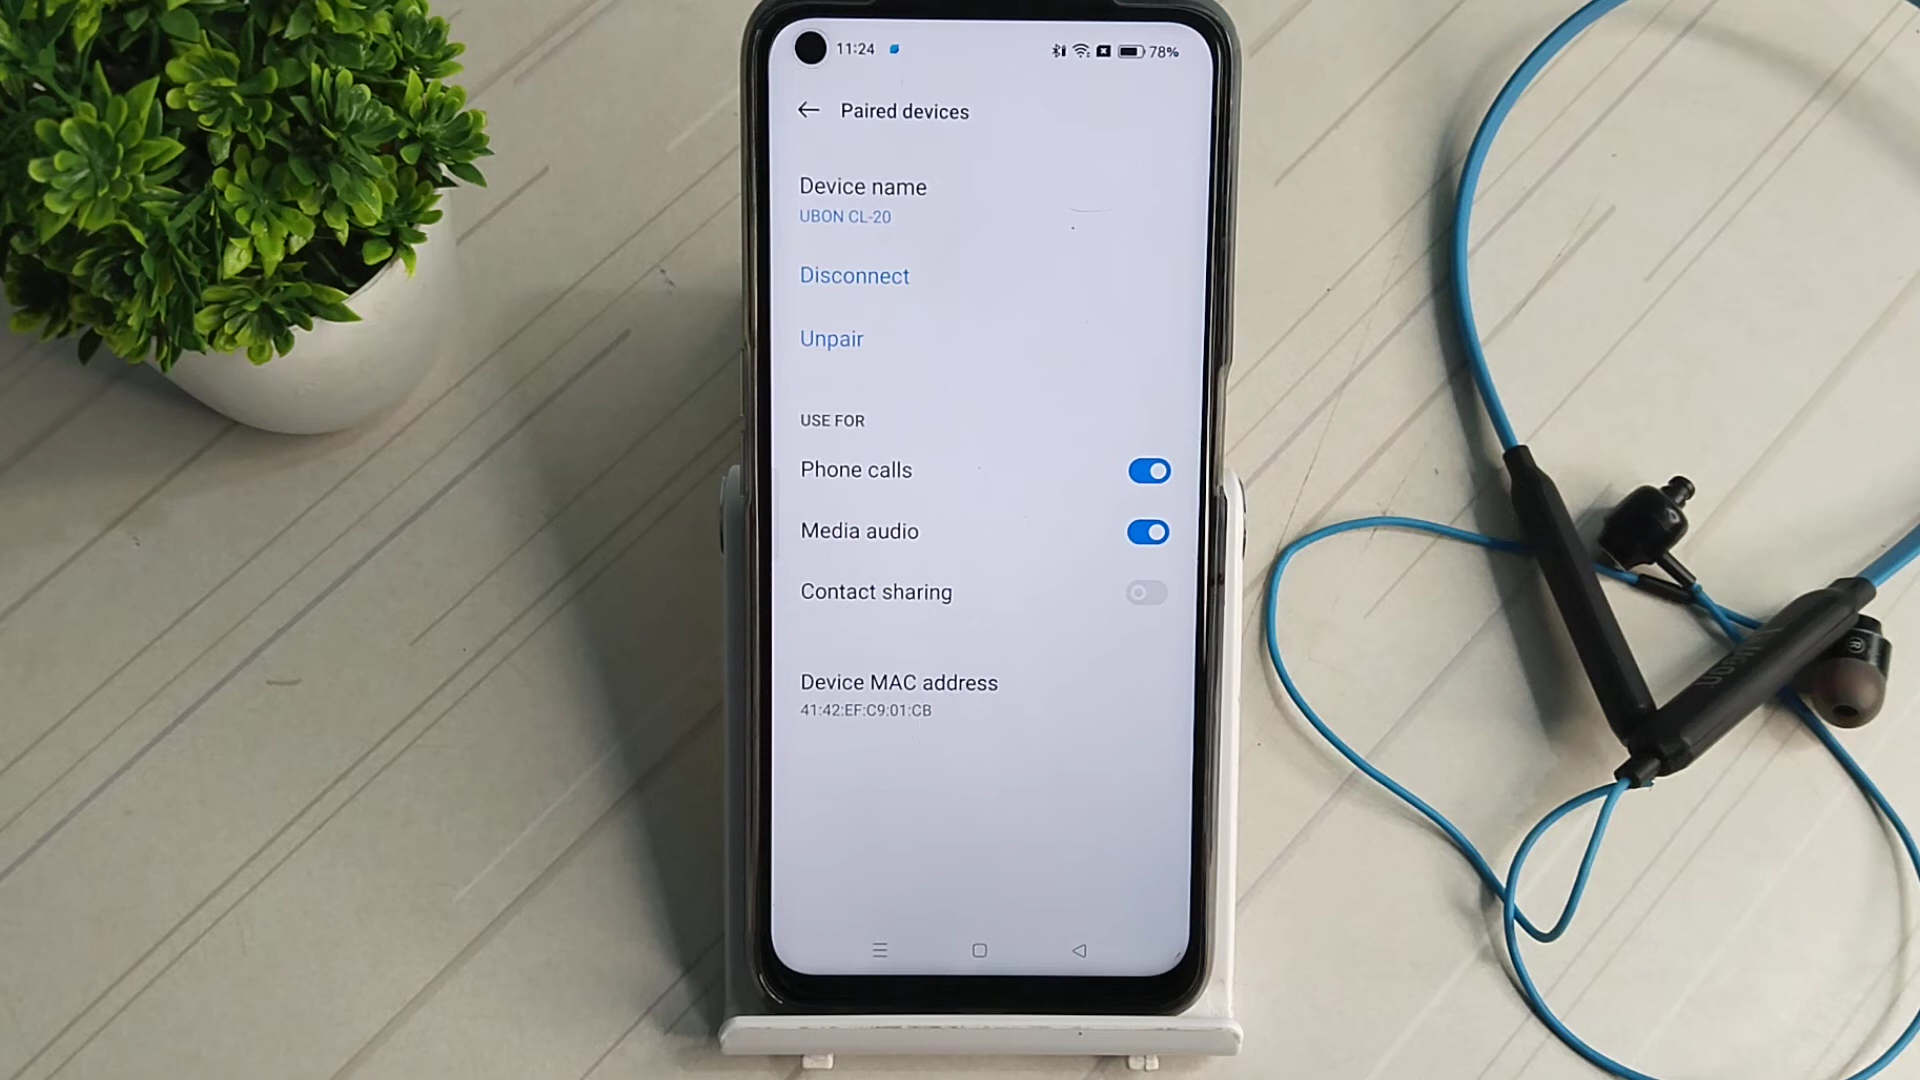 11:24
78%
Paired devices
Device name
UBON CL-20
Disconnect
Unpair
USE FOR
Phone calls
Media audio
Contact sharing
Device MAC address
41:42:EF:C9:01:CB
UBON